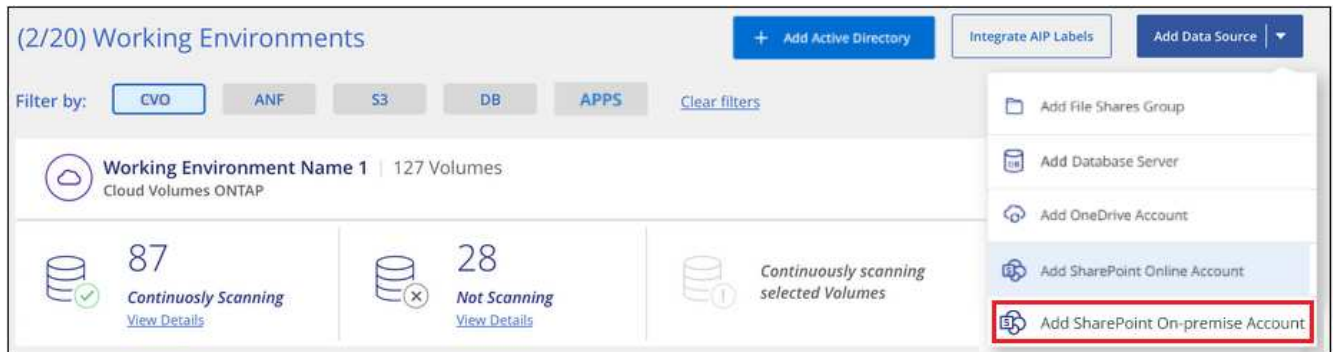 (2/20) Working Environments
+ Add Active Directory
Integrate AIP Labels
Add Data Source
Filter by: CVO ANF S3 DB APPS Clear filters
Add File Shares Group
Working Environment Name 1 | 127 Volumes
Cloud Volumes ONTAP
DB Add Database Server
Add OneDrive Account
87
Continuosly Scanning
View Details
28
Not Scanning
View Details
Continuously scanning
selected Volumes
Add SharePoint Online Account
Add SharePoint On-premise Account